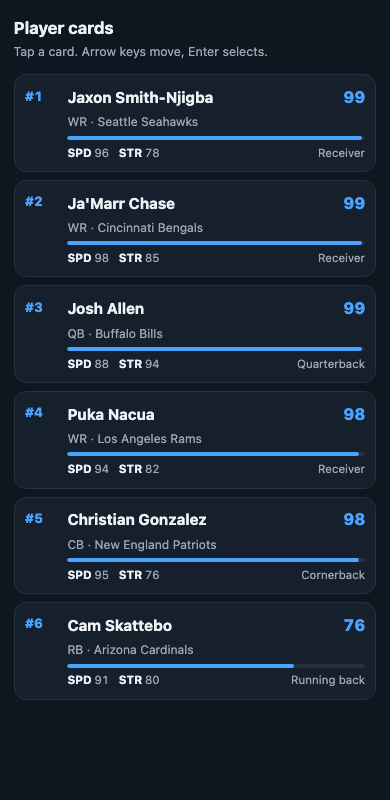 Player cards
Tap a card. Arrow keys move, Enter selects.
#1 Jaxon Smith-Njigba 99
WR · Seattle Seahawks
SPD 96 STR 78 Receiver
#2 Ja'Marr Chase 99
WR · Cincinnati Bengals
SPD 98 STR 85 Receiver
#3 Josh Allen 99
QB · Buffalo Bills
SPD 88 STR 94 Quarterback
#4 Puka Nacua 98
WR · Los Angeles Rams
SPD 94 STR 82 Receiver
#5 Christian Gonzalez 98
CB · New England Patriots
SPD 95 STR 76 Cornerback
#6 Cam Skattebo 76
RB · Arizona Cardinals
SPD 91 STR 80 Running back